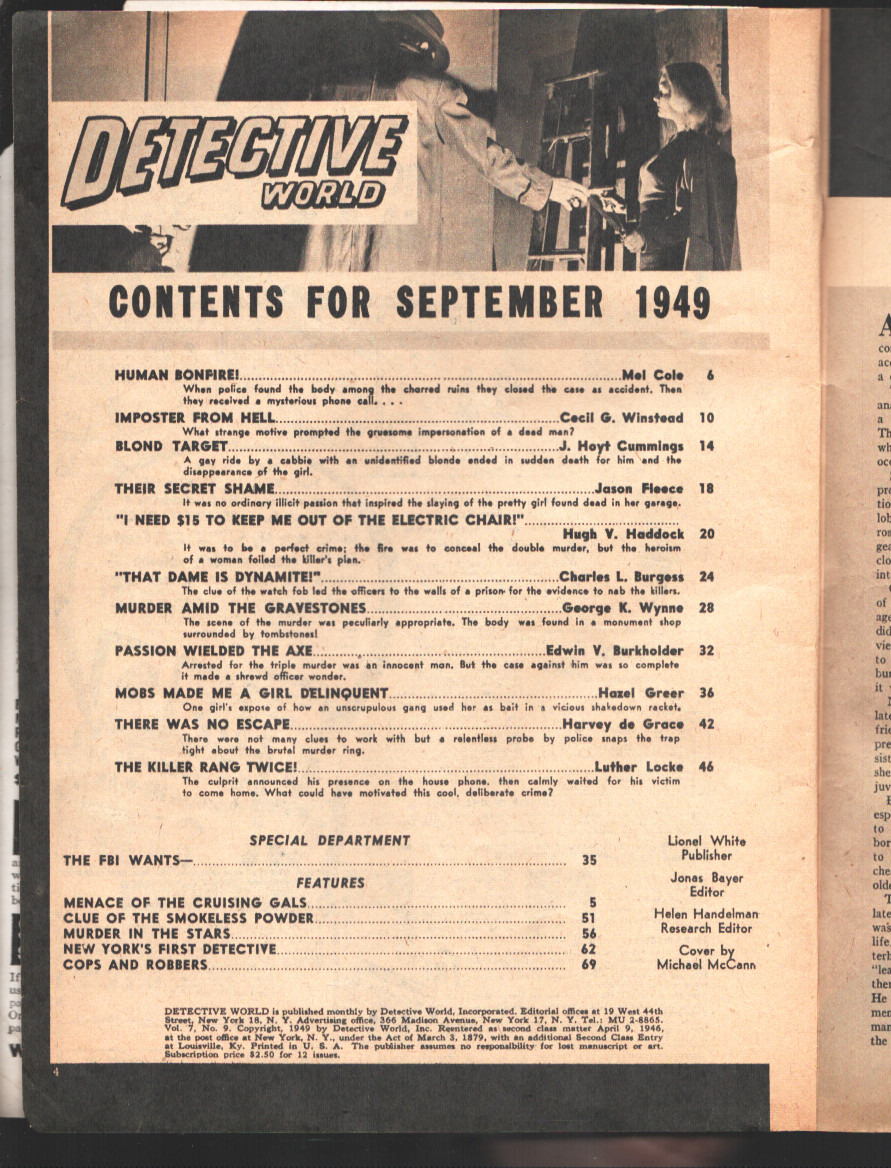 DETECTIVE
WORLD
CONTENTS FOR SEPTEMBER 1949
HUMAN BONFIRE!..........Mel Cole 6
When police found the body among the charred ruins they closed the case as accident. Then
they received a mysterious phone call. . . .
IMPOSTER FROM HELL..........Cecil G. Winstead 10
What strange motive prompted the gruesome impersonation of a dead man?
BLOND TARGET..........J. Hoyt Cummings 14
A gay ride by a cabbie with an unidentified blonde ended in sudden death for him and the
disappearance of the girl.
THEIR SECRET SHAME..........Jason Fleece 18
It was no ordinary illicit passion that inspired the slaying of the pretty girl found dead in her garage.
"I NEED $15 TO KEEP ME OUT OF THE ELECTRIC CHAIR!"..........
Hugh V. Haddock 20
It was to be a perfect crime; the fire was to conceal the double murder, but the heroism
of a woman foiled the killer's plan.
"THAT DAME IS DYNAMITE!"..........Charles L. Burgess 24
The clue of the watch fob led the officers to the walls of a prison for the evidence to nab the killers.
MURDER AMID THE GRAVESTONES..........George K. Wynne 28
The scene of the murder was peculiarly appropriate. The body was found in a monument shop
surrounded by tombstones!
PASSION WIELDED THE AXE..........Edwin V. Burkholder 32
Arrested for the triple murder was an innocent man. But the case against him was so complete
it made a shrewd officer wonder.
MOBS MADE ME A GIRL DELINQUENT..........Hazel Greer 36
One girl's expose of how an unscrupulous gang used her as bait in a vicious shakedown racket.
THERE WAS NO ESCAPE..........Harvey de Grace 42
There were not many clues to work with but a relentless probe by police snaps the trap
tight about the brutal murder ring.
THE KILLER RANG TWICE!..........Luther Locke 46
The culprit announced his presence on the house phone, then calmly waited for his victim
to come home. What could have motivated this cool, deliberate crime?
SPECIAL DEPARTMENT
THE FBI WANTS—..........35
FEATURES
MENACE OF THE CRUISING GALS..........5
CLUE OF THE SMOKELESS POWDER..........51
MURDER IN THE STARS..........56
NEW YORK'S FIRST DETECTIVE..........62
COPS AND ROBBERS..........69
Lionel White
Publisher
Jonas Bayer
Editor
Helen Handelman
Research Editor
Cover by
Michael McCann
DETECTIVE WORLD is published monthly by Detective World, Incorporated. Editorial offices at 19 West 44th
Street, New York 18, N. Y. Advertising office, 366 Madison Avenue, New York 17, N. Y. Tel.: MU 2-8865.
Vol. 7, No. 9. Copyright, 1949 by Detective World, Inc. Reentered as second class matter April 9, 1946,
at the post office at New York, N. Y., under the Act of March 3, 1879, with an additional Second Class Entry
at Louisville, Ky. Printed in U. S. A. The publisher assumes no responsibility for lost manuscript or art.
Subscription price $2.50 for 12 issues.
4